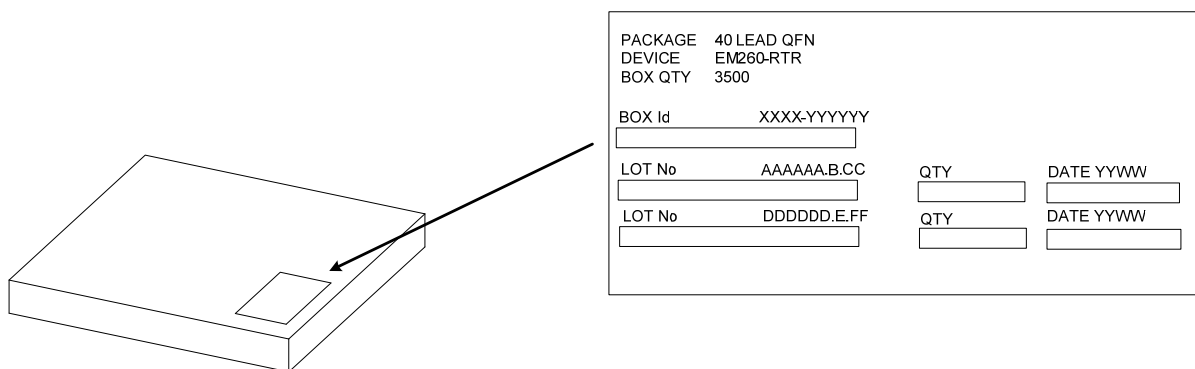 PACKAGE 40 LEAD QFN
DEVICE EM260-RTR
BOX QTY 3500
BOX Id XXXX-YYYYYY
LOT No AAAAAA.B.CC QTY DATE YYWW
LOT No DDDDDD.E.FF QTY DATE YYWW